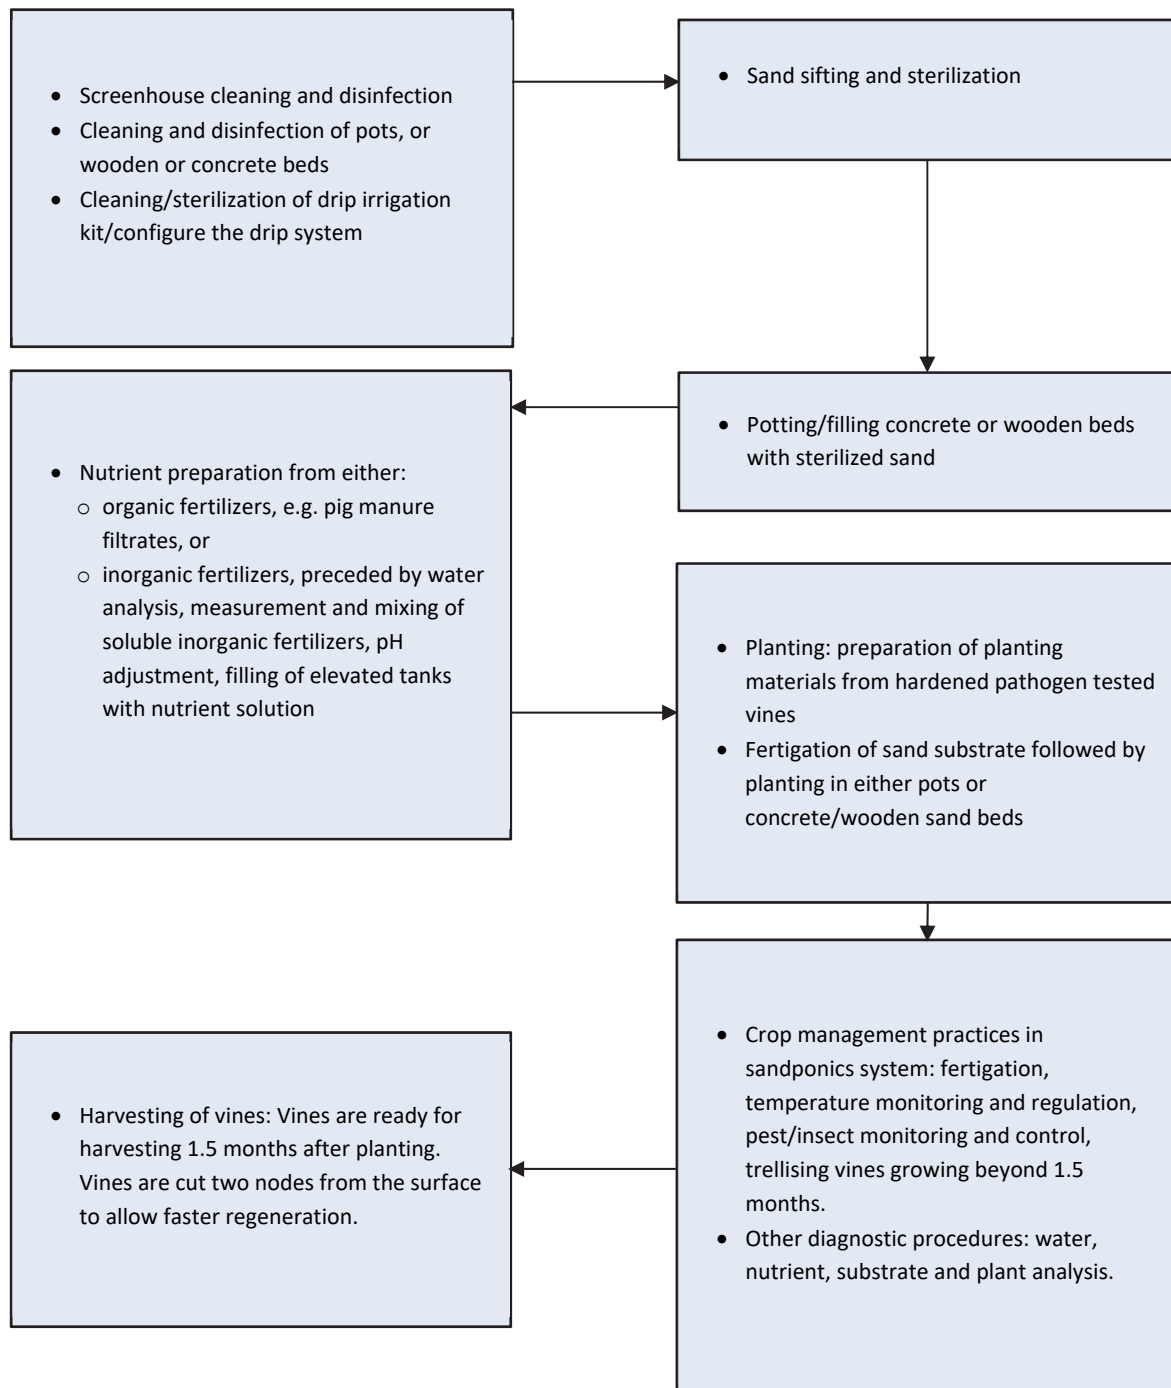 • Screenhouse cleaning and disinfection
• Cleaning and disinfection of pots, or
wooden or concrete beds
• Cleaning/sterilization of drip irrigation
kit/configure the drip system
• Sand sifting and sterilization
• Potting/filling concrete or wooden beds
with sterilized sand
• Nutrient preparation from either:
○ organic fertilizers, e.g. pig manure
filtrates, or
○ inorganic fertilizers, preceded by water
analysis, measurement and mixing of
soluble inorganic fertilizers, pH
adjustment, filling of elevated tanks
with nutrient solution
• Planting: preparation of planting
materials from hardened pathogen tested
vines
• Fertigation of sand substrate followed by
planting in either pots or
concrete/wooden sand beds
• Crop management practices in
sandponics system: fertigation,
temperature monitoring and regulation,
pest/insect monitoring and control,
trellising vines growing beyond 1.5
months.
• Other diagnostic procedures: water,
nutrient, substrate and plant analysis.
• Harvesting of vines: Vines are ready for
harvesting 1.5 months after planting.
Vines are cut two nodes from the surface
to allow faster regeneration.